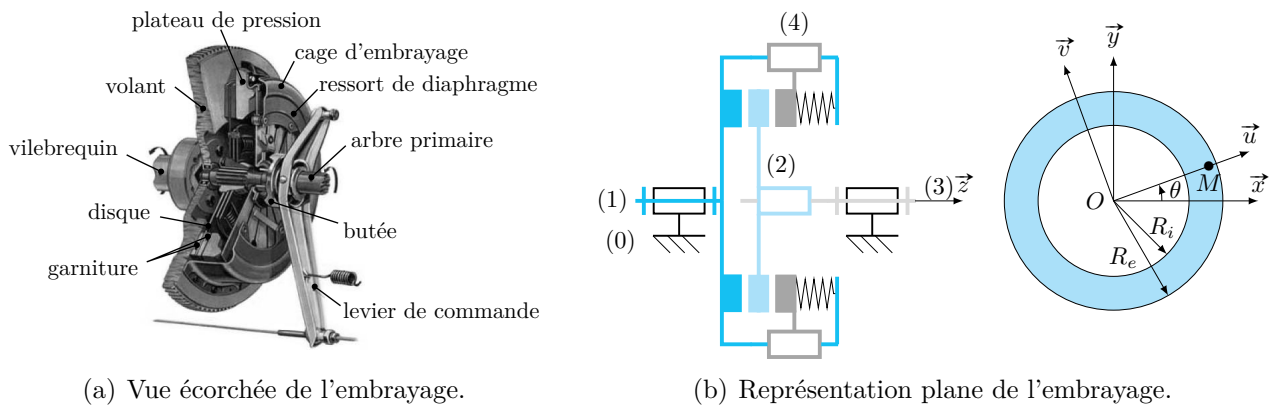 plateau de pression
cage d'embrayage
ressort de diaphragme
volant
arbre primaire
vilebrequin
disque
butée
garniture
levier de commande
(a) Vue écorchée de l'embrayage.
(4)
(2)
(1)
(3) z
(0)
v
y
u
M
x
θ
O
R_i
R_e
(b) Représentation plane de l'embrayage.